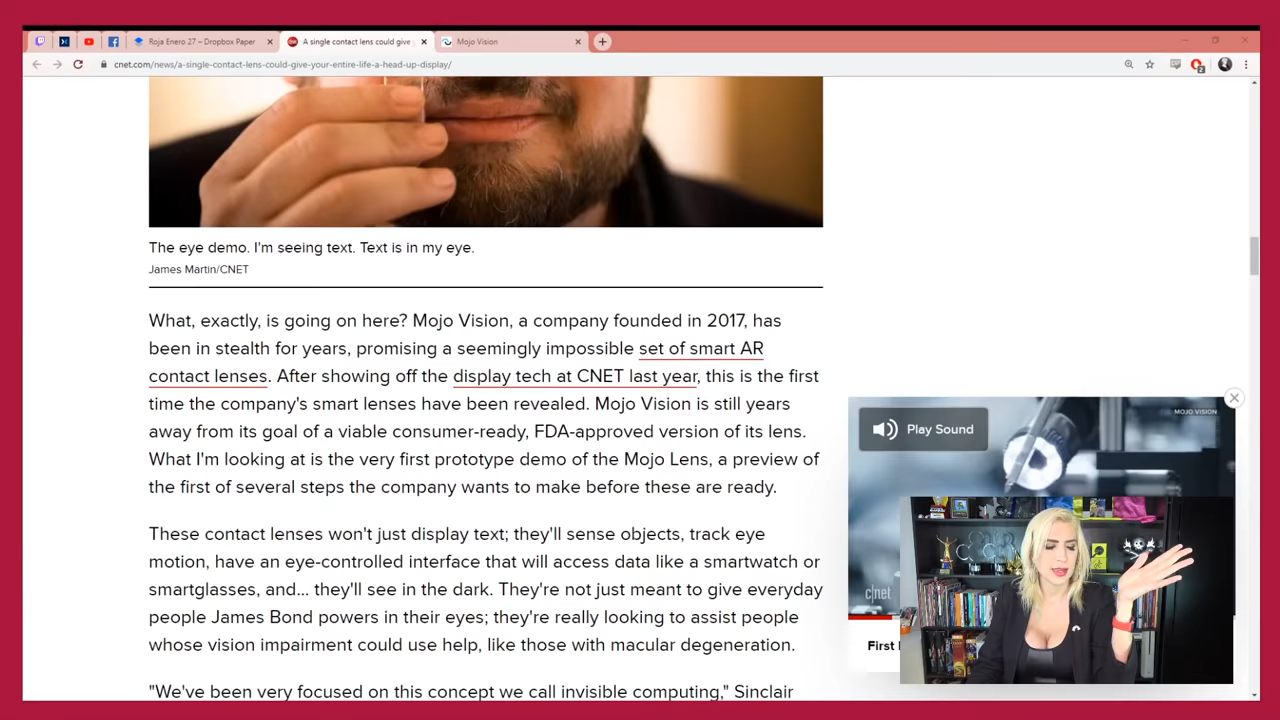 Roja Enero 27 – Dropbox Paper
A single contact lens could give
Mojo Vision
cnet.com/news/a-single-contact-lens-could-give-your-entire-life-a-head-up-display/
2
The eye demo. I'm seeing text. Text is in my eye.
James Martin/CNET
What, exactly, is going on here? Mojo Vision, a company founded in 2017, has
been in stealth for years, promising a seemingly impossible set of smart AR
contact lenses. After showing off the display tech at CNET last year, this is the first
time the company's smart lenses have been revealed. Mojo Vision is still years
away from its goal of a viable consumer-ready, FDA-approved version of its lens.
What I'm looking at is the very first prototype demo of the Mojo Lens, a preview of
the first of several steps the company wants to make before these are ready.
These contact lenses won't just display text; they'll sense objects, track eye
motion, have an eye-controlled interface that will access data like a smartwatch or
smartglasses, and... they'll see in the dark. They're not just meant to give everyday
people James Bond powers in their eyes; they're really looking to assist people
whose vision impairment could use help, like those with macular degeneration.
"We've been very focused on this concept we call invisible computing," Sinclair
MOJO VISION
Play Sound
c|net
First